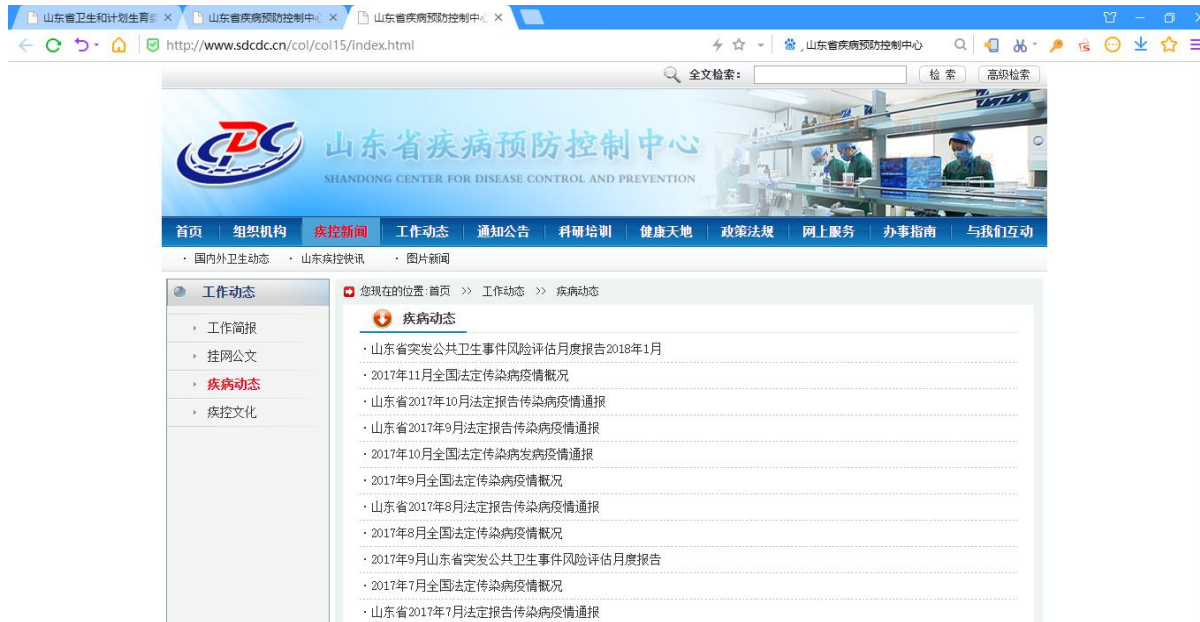 山东省卫生和计划生育 山东省疾病预防控制中心 山东省疾病预防控制中心
http://www.sdcdc.cn/col/col15/index.html 山东省疾病预防控制中心
全文检索: 检 索 高级检索
CDC 山东省疾病预防控制中心
SHANDONG CENTER FOR DISEASE CONTROL AND PREVENTION
首页 组织机构 疾控新闻 工作动态 通知公告 科研培训 健康天地 政策法规 网上服务 办事指南 与我们互动
· 国内外卫生动态 · 山东疾控快讯 · 图片新闻
工作动态
工作简报
挂网公文
疾病动态
疾控文化
您现在的位置:首页 >> 工作动态 >> 疾病动态
疾病动态
·山东省突发公共卫生事件风险评估月度报告2018年1月
·2017年11月全国法定传染病疫情概况
·山东省2017年10月法定报告传染病疫情通报
·山东省2017年9月法定报告传染病疫情通报
·2017年10月全国法定传染病发病疫情通报
·2017年9月全国法定传染病疫情概况
·山东省2017年8月法定报告传染病疫情通报
·2017年8月全国法定传染病疫情概况
·2017年9月山东省突发公共卫生事件风险评估月度报告
·2017年7月全国法定传染病疫情概况
·山东省2017年7月法定报告传染病疫情通报